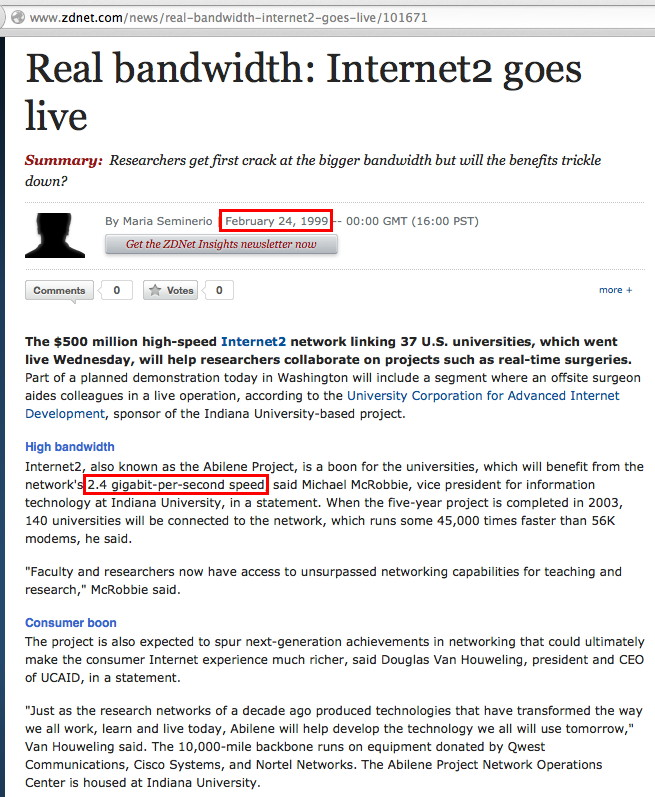 www.zdnet.com/news/real-bandwidth-internet2-goes-live/101671
Real bandwidth: Internet2 goes
live
Summary: Researchers get first crack at the bigger bandwidth but will the benefits trickle
down?
By Maria Seminerio | February 24, 1999 -- 00:00 GMT (16:00 PST)
Get the ZDNet Insights newsletter now
Comments 0 Votes 0 more +
The $500 million high-speed Internet2 network linking 37 U.S. universities, which went
live Wednesday, will help researchers collaborate on projects such as real-time surgeries.
Part of a planned demonstration today in Washington will include a segment where an offsite surgeon
aides colleagues in a live operation, according to the University Corporation for Advanced Internet
Development, sponsor of the Indiana University-based project.
High bandwidth
Internet2, also known as the Abilene Project, is a boon for the universities, which will benefit from the
network's 2.4 gigabit-per-second speed, said Michael McRobbie, vice president for information
technology at Indiana University, in a statement. When the five-year project is completed in 2003,
140 universities will be connected to the network, which runs some 45,000 times faster than 56K
modems, he said.
"Faculty and researchers now have access to unsurpassed networking capabilities for teaching and
research," McRobbie said.
Consumer boon
The project is also expected to spur next-generation achievements in networking that could ultimately
make the consumer Internet experience much richer, said Douglas Van Houweling, president and CEO
of UCAID, in a statement.
"Just as the research networks of a decade ago produced technologies that have transformed the way
we all work, learn and live today, Abilene will help develop the technology we all will use tomorrow,"
Van Houweling said. The 10,000-mile backbone runs on equipment donated by Qwest
Communications, Cisco Systems, and Nortel Networks. The Abilene Project Network Operations
Center is housed at Indiana University.